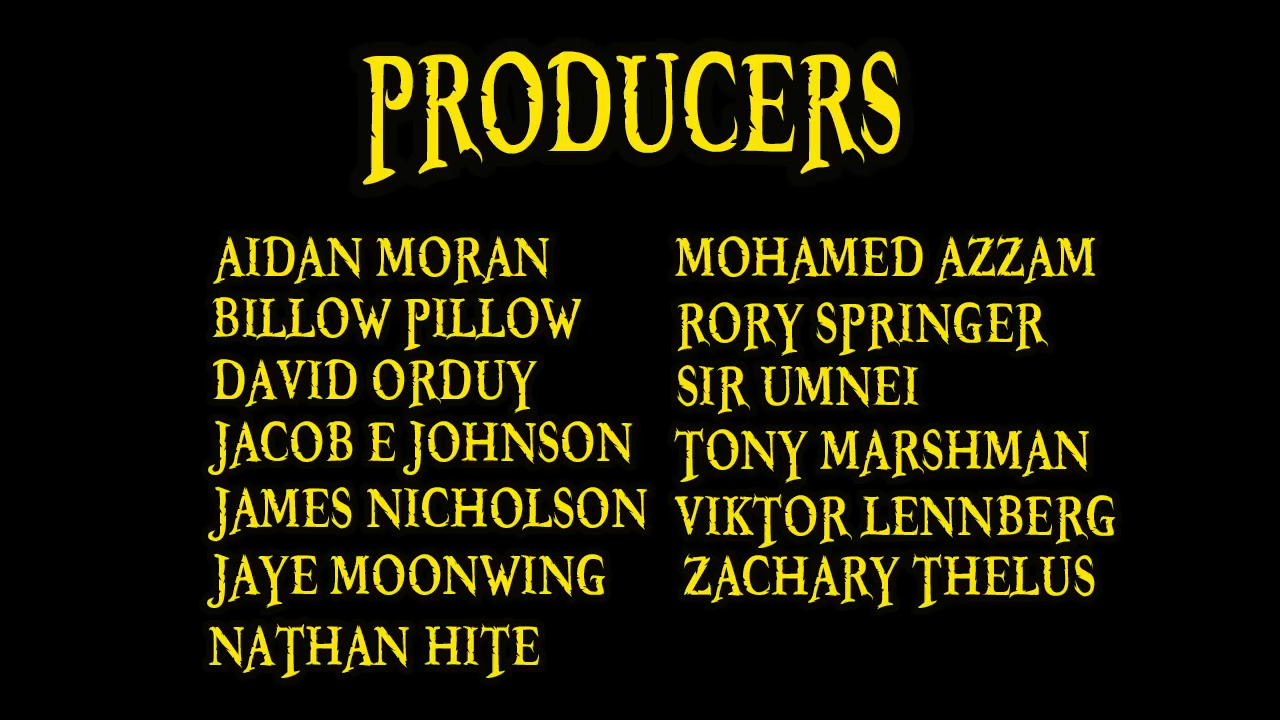 PRODUCERS
AIDAN MORAN
BILLOW PILLOW
DAVID ORDUY
JACOB E JOHNSON
JAMES NICHOLSON
JAYE MOONWING
NATHAN HITE
MOHAMED AZZAM
RORY SPRINGER
SIR UMNEI
TONY MARSHMAN
VIKTOR LENNBERG
ZACHARY THELUS